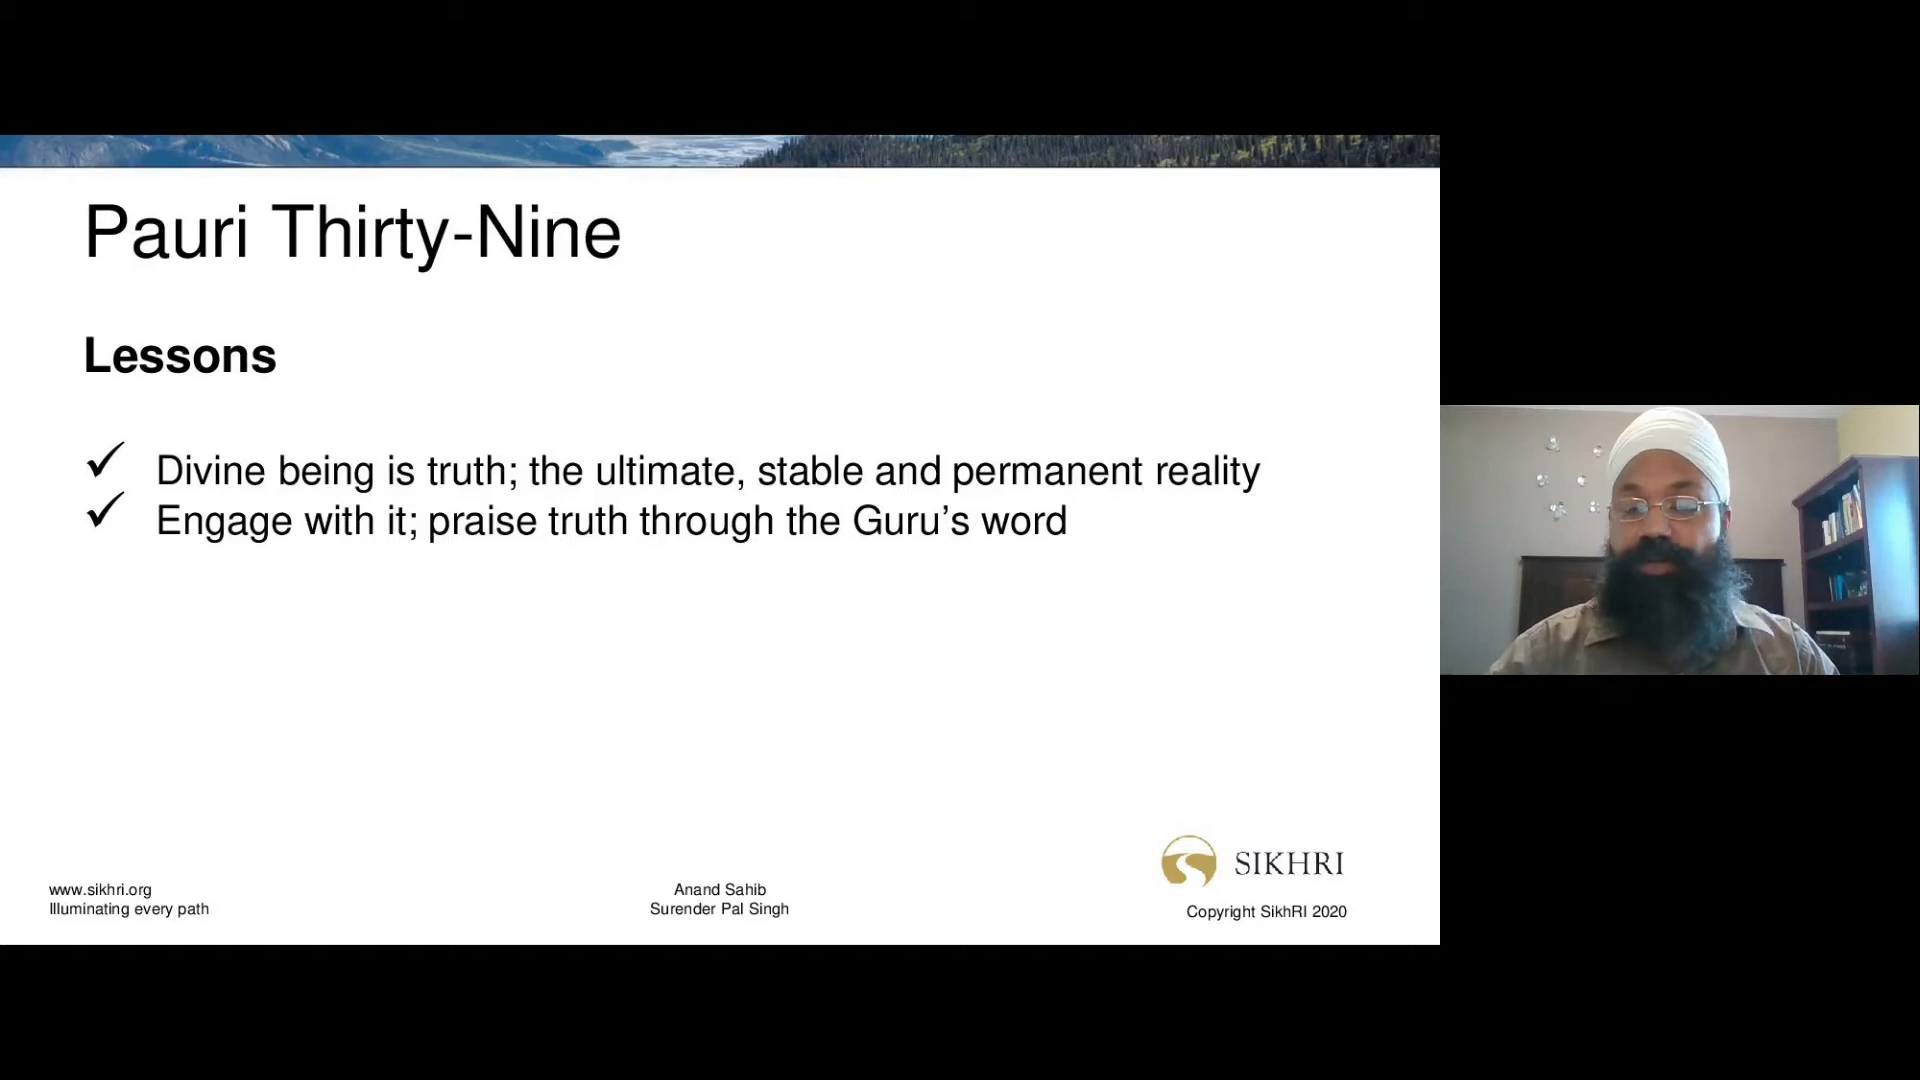 Pauri Thirty-Nine
Lessons
✓ Divine being is truth; the ultimate, stable and permanent reality
✓ Engage with it; praise truth through the Guru’s word
www.sikhri.org
Illuminating every path
Anand Sahib
Surender Pal Singh
SIKHRI
Copyright SikhRI 2020